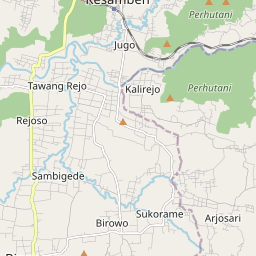 Kesamben
Perhutani
Jugo
Tawang Rejo
Kalirejo
Perhutani
Rejoso
Sambigede
Sukorame
Birowo
Arjosari